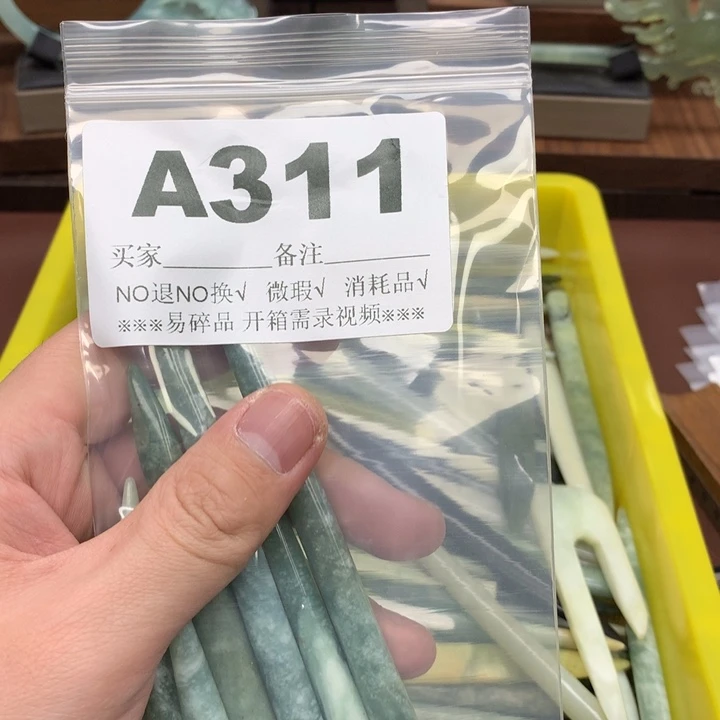 A311
买家________备注________
NO退NO换√ 微瑕√ 消耗品√
※※※易碎品 开箱需录视频※※※